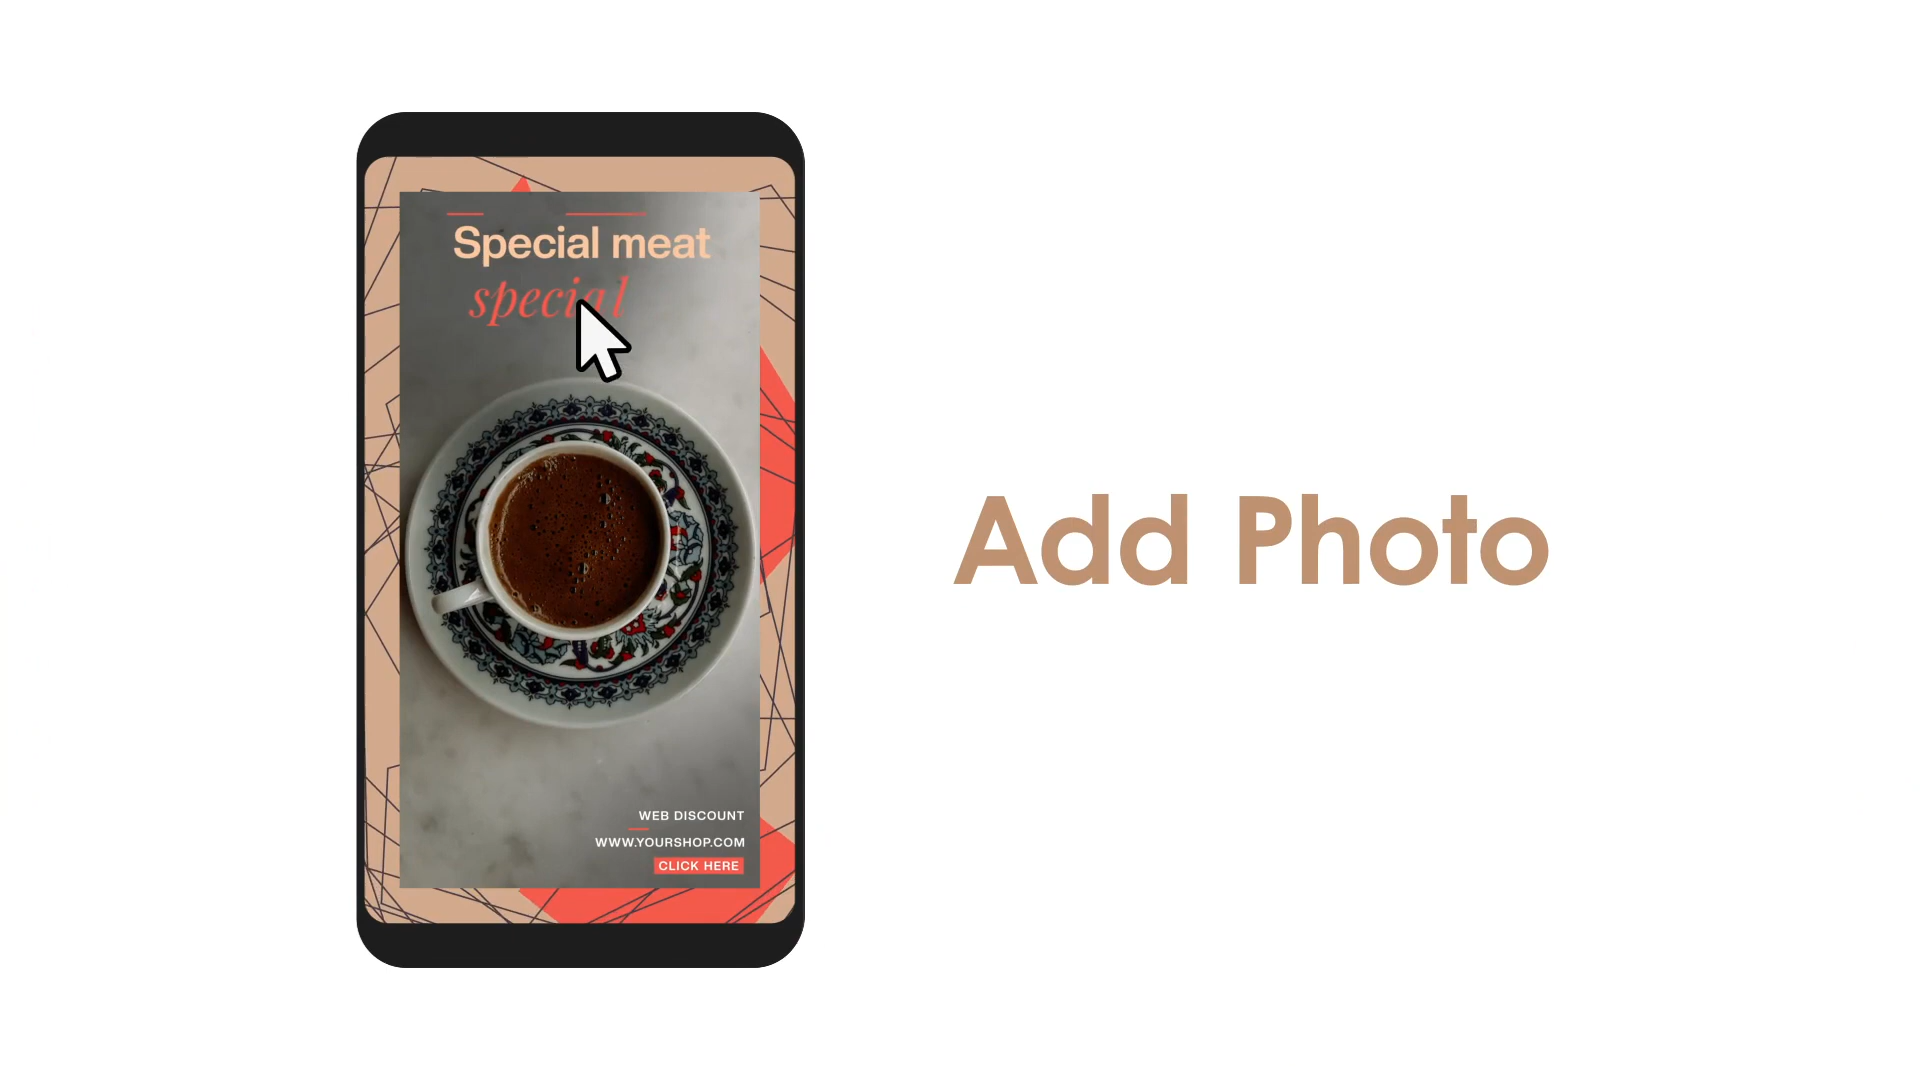 Special meat
special
WEB DISCOUNT
WWW.YOURSHOP.COM
CLICK HERE
Add Photo